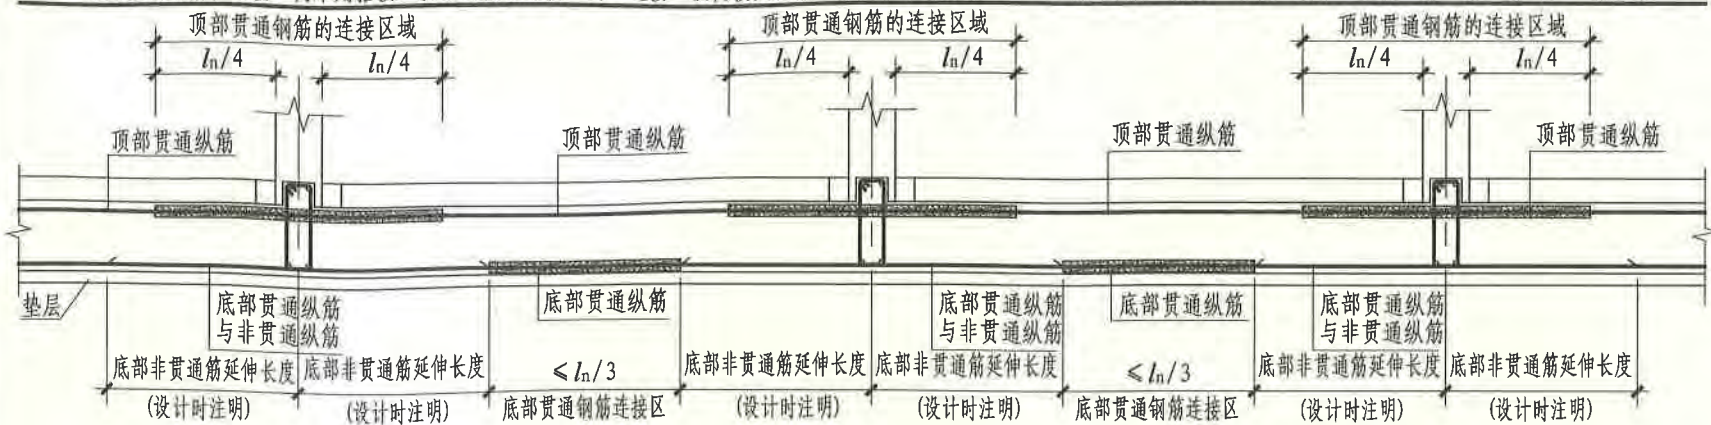 顶部贯通钢筋的连接区域 顶部贯通钢筋的连接区域 顶部贯通钢筋的连接区域
ln/4 ln/4 ln/4 ln/4 ln/4 ln/4
顶部贯通纵筋 顶部贯通纵筋 顶部贯通纵筋 顶部贯通纵筋
垫层 底部贯通纵筋 底部贯通纵筋 底部贯通纵筋 底部贯通纵筋 底部贯通纵筋
与非贯通纵筋 与非贯通纵筋 与非贯通纵筋
底部非贯通筋延伸长度 底部非贯通筋延伸长度 ≤ln/3 底部非贯通筋延伸长度 底部非贯通筋延伸长度 ≤ln/3 底部非贯通筋延伸长度 底部非贯通筋延伸长度
(设计时注明) (设计时注明) 底部贯通钢筋连接区 (设计时注明) (设计时注明) 底部贯通钢筋连接区 (设计时注明) (设计时注明)